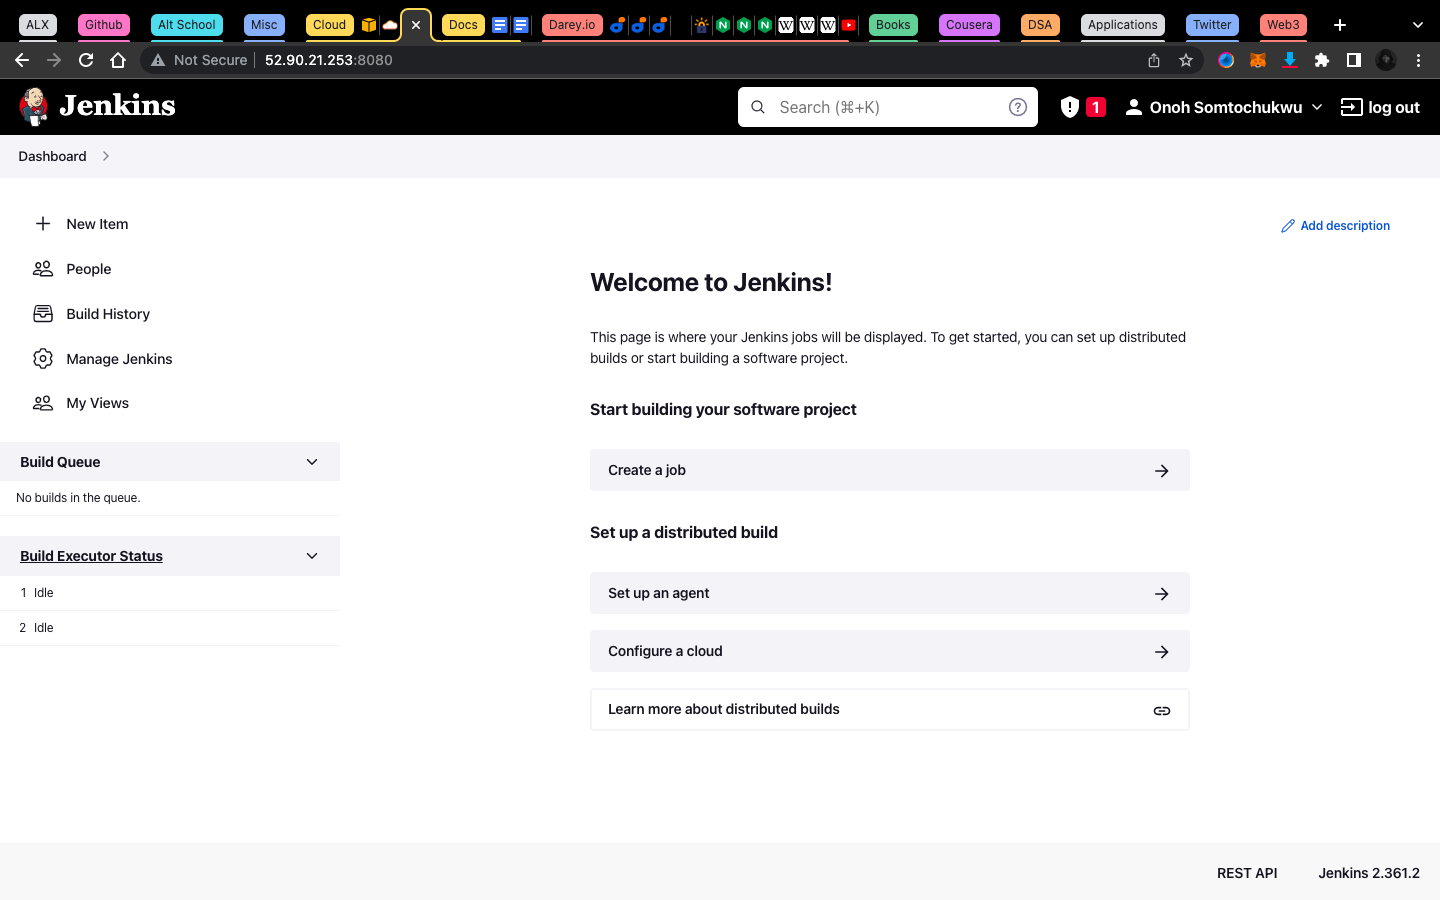 ALX Github Alt School Misc Cloud Docs Darey.io Books Cousera DSA Applications Twitter Web3
Not Secure 52.90.21.253:8080
Jenkins
Search (⌘+K)
1
Onoh Somtochukwu
log out
Dashboard
New Item
People
Build History
Manage Jenkins
My Views
Build Queue
No builds in the queue.
Build Executor Status
1 Idle
2 Idle
Add description
Welcome to Jenkins!
This page is where your Jenkins jobs will be displayed. To get started, you can set up distributed
builds or start building a software project.
Start building your software project
Create a job
Set up a distributed build
Set up an agent
Configure a cloud
Learn more about distributed builds
REST API
Jenkins 2.361.2